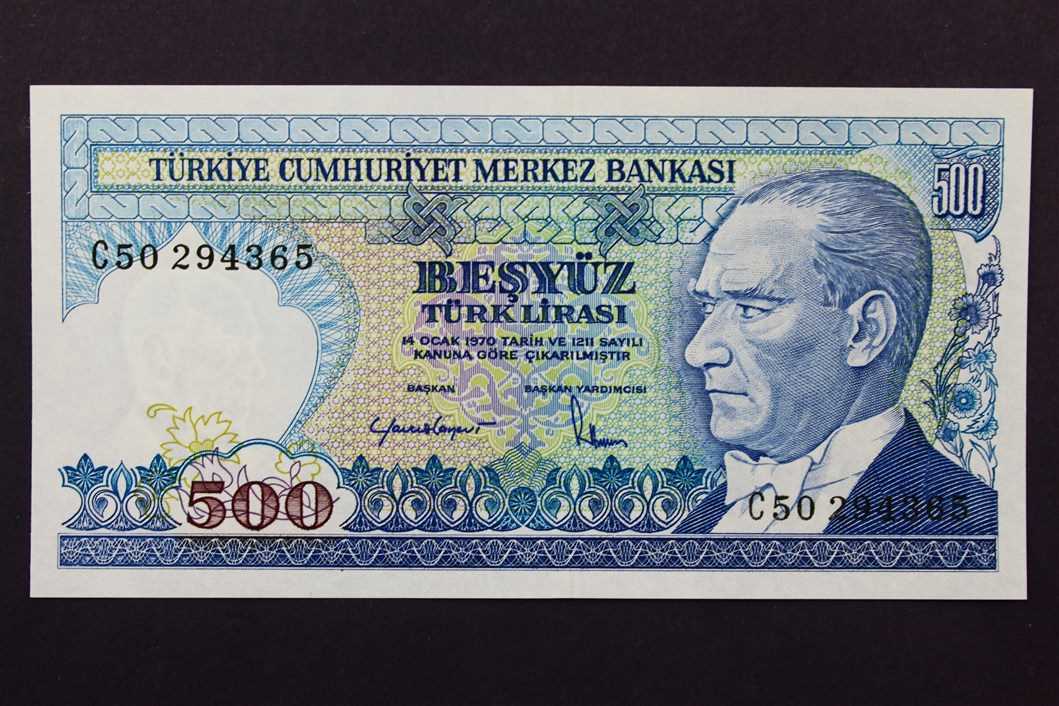 TÜRKİYE CUMHURİYET MERKEZ BANKASI
500
C50 294365
BEŞYÜZ
TÜRK LİRASI
14 OCAK 1970 TARİH VE 1211 SAYILI
KANUNA GÖRE ÇIKARILMIŞTIR
BAŞKAN BAŞKAN YARDIMCISI
500
C50 294365